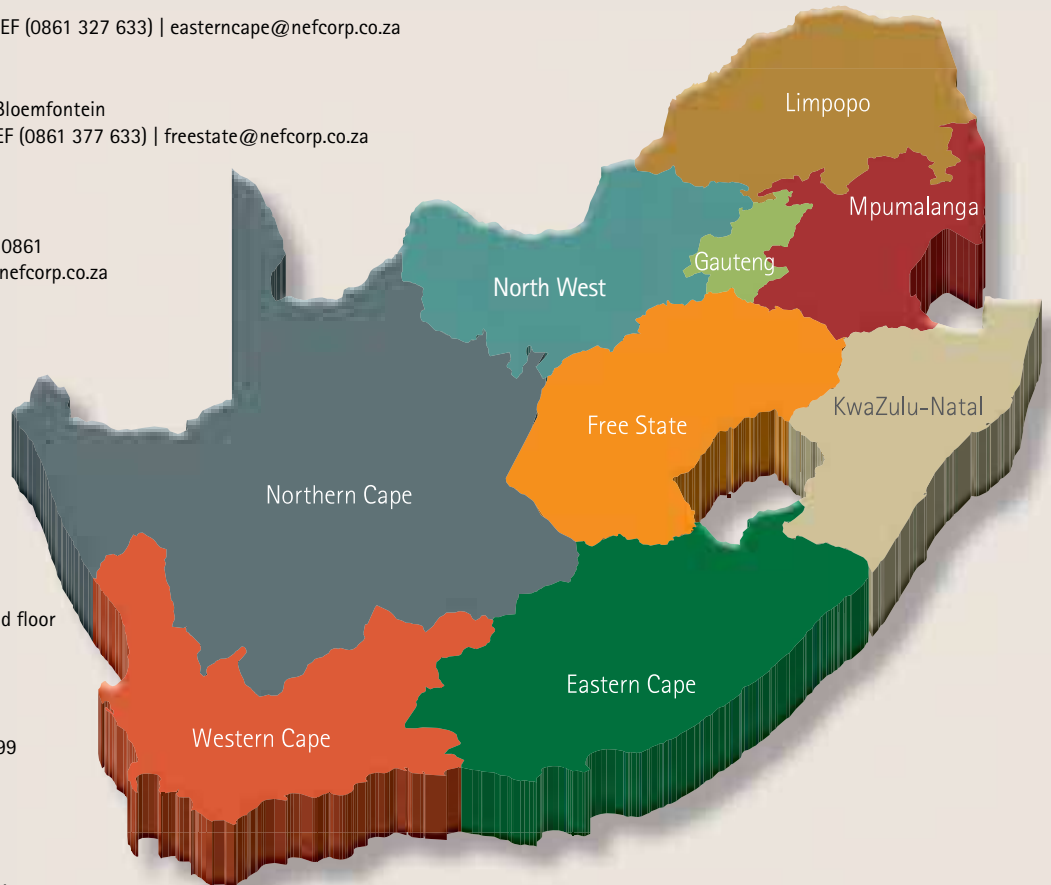 EF (0861 327 633) | easterncape@nefcorp.co.za
Bloemfontein
EF (0861 377 633) | freestate@nefcorp.co.za
0861
nefcorp.co.za
d floor
99
Limpopo
Mpumalanga
Gauteng
North West
KwaZulu-Natal
Free State
Northern Cape
Eastern Cape
Western Cape